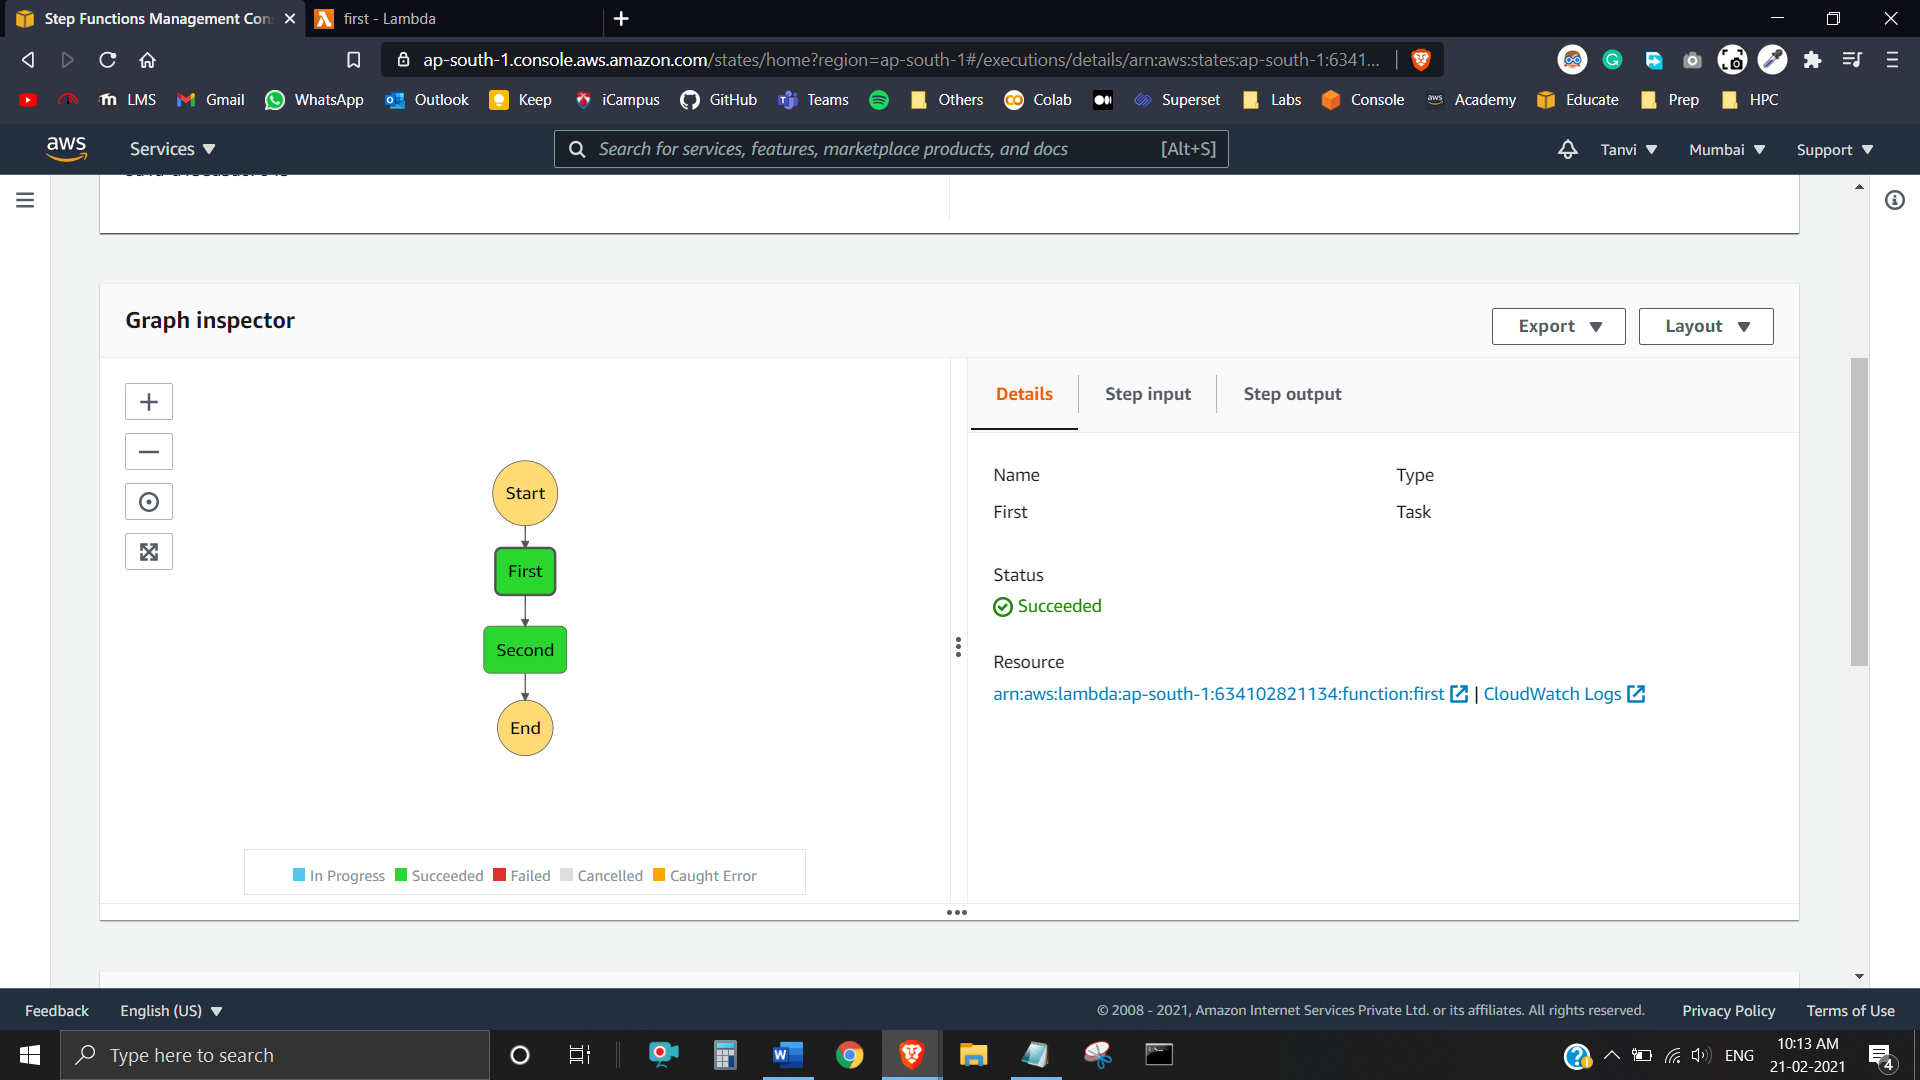 Step Functions Management Con
first - Lambda
ap-south-1.console.aws.amazon.com/states/home?region=ap-south-1#/executions/details/arn:aws:states:ap-south-1:6341...
LMS Gmail WhatsApp Outlook Keep iCampus GitHub Teams Others Colab Superset Labs Console aws Academy Educate Prep HPC
aws Services Search for services, features, marketplace products, and docs [Alt+S] Tanvi Mumbai Support
Graph inspector
Export Layout
Details Step input Step output
Name Type
First Task
Status
Succeeded
Resource
arn:aws:lambda:ap-south-1:634102821134:function:first | CloudWatch Logs
Start
First
Second
End
In Progress Succeeded Failed Cancelled Caught Error
Feedback English (US) © 2008 - 2021, Amazon Internet Services Private Ltd. or its affiliates. All rights reserved. Privacy Policy Terms of Use
Type here to search
ENG
10:13 AM
21-02-2021
4